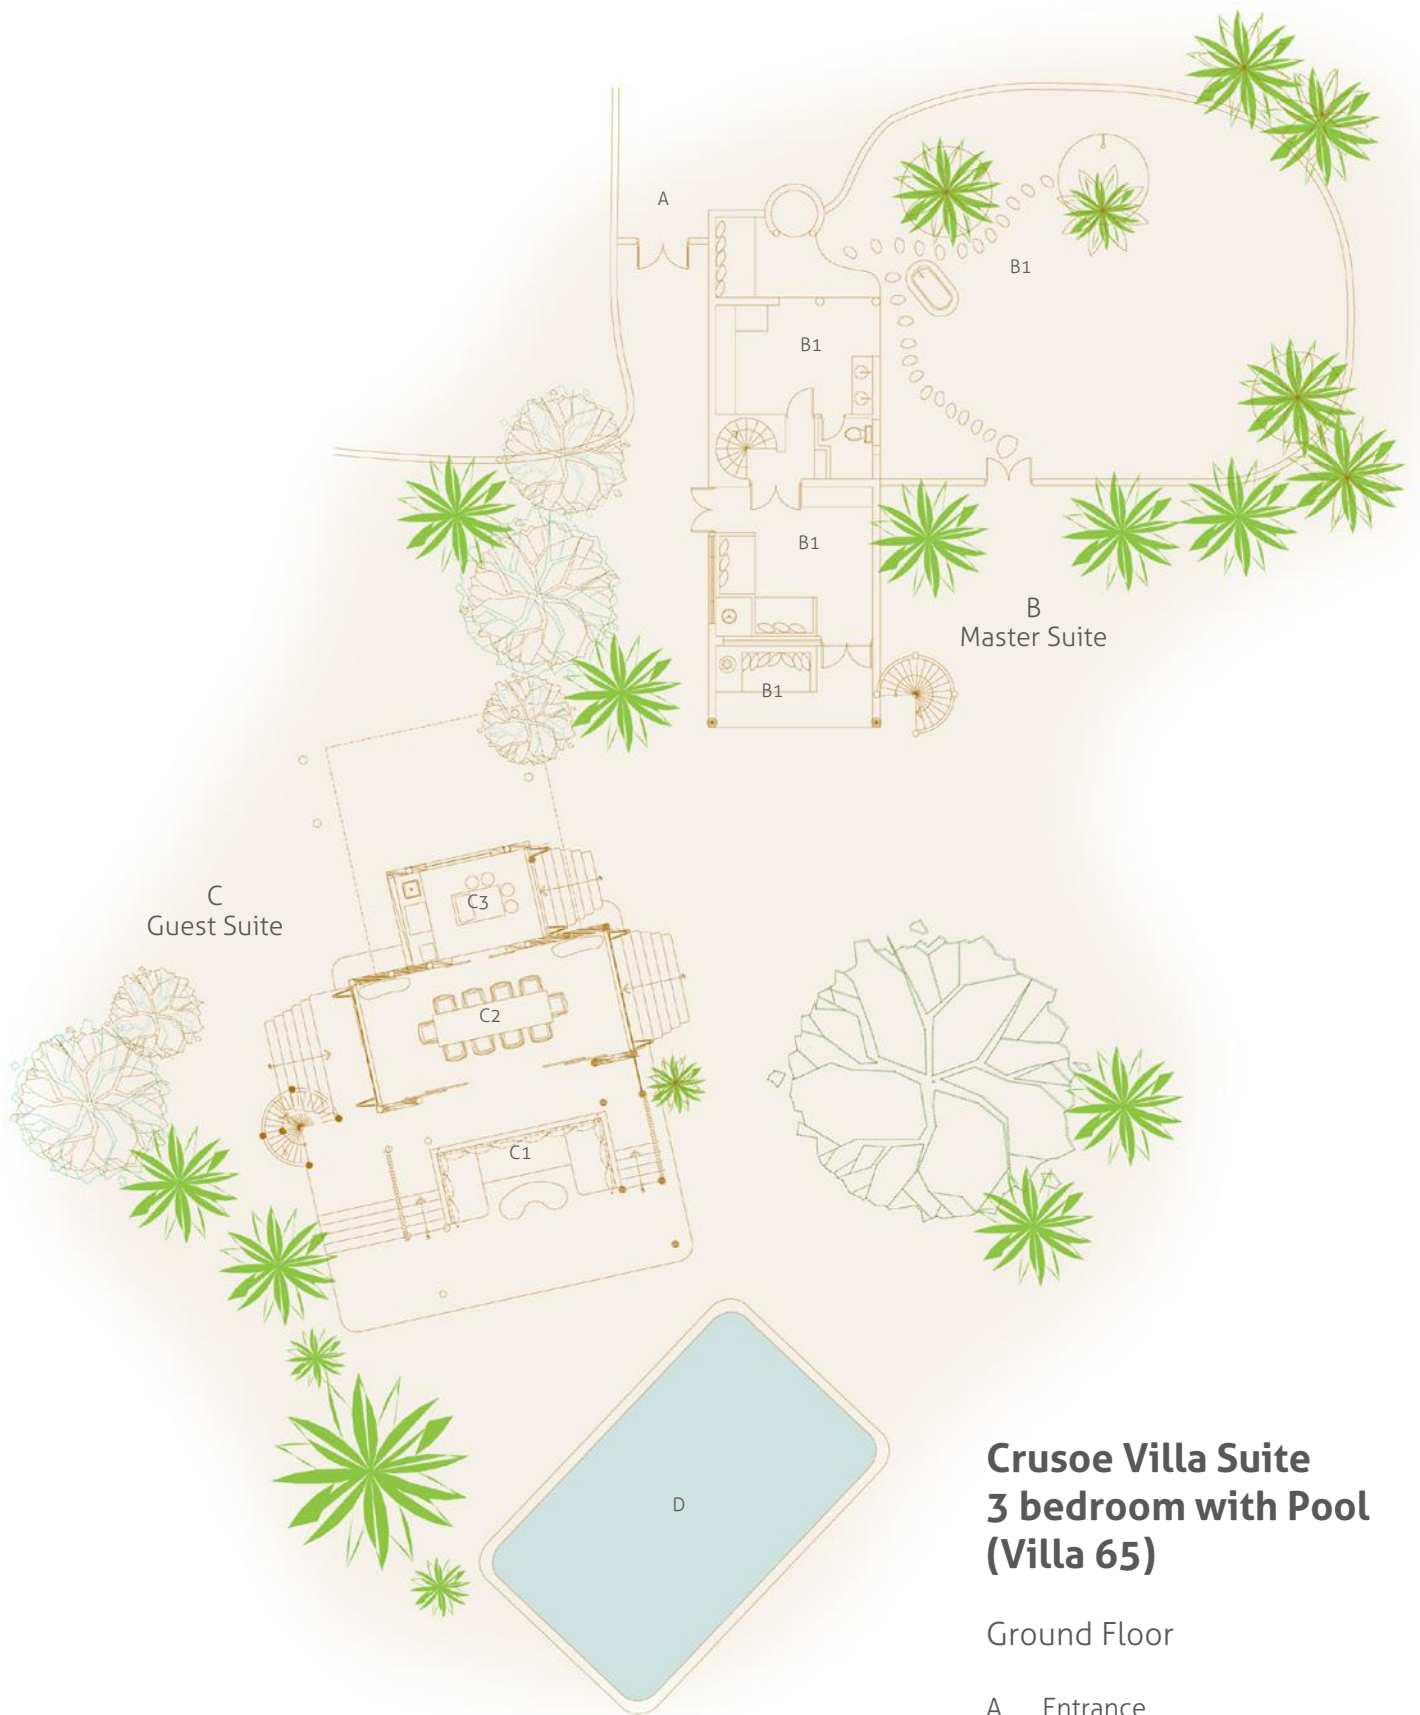 A
B1
B1
B1
B
Master Suite
B1
C
Guest Suite
C3
C2
C1
D
Crusoe Villa Suite
3 bedroom with Pool
(Villa 65)
Ground Floor
A Entrance